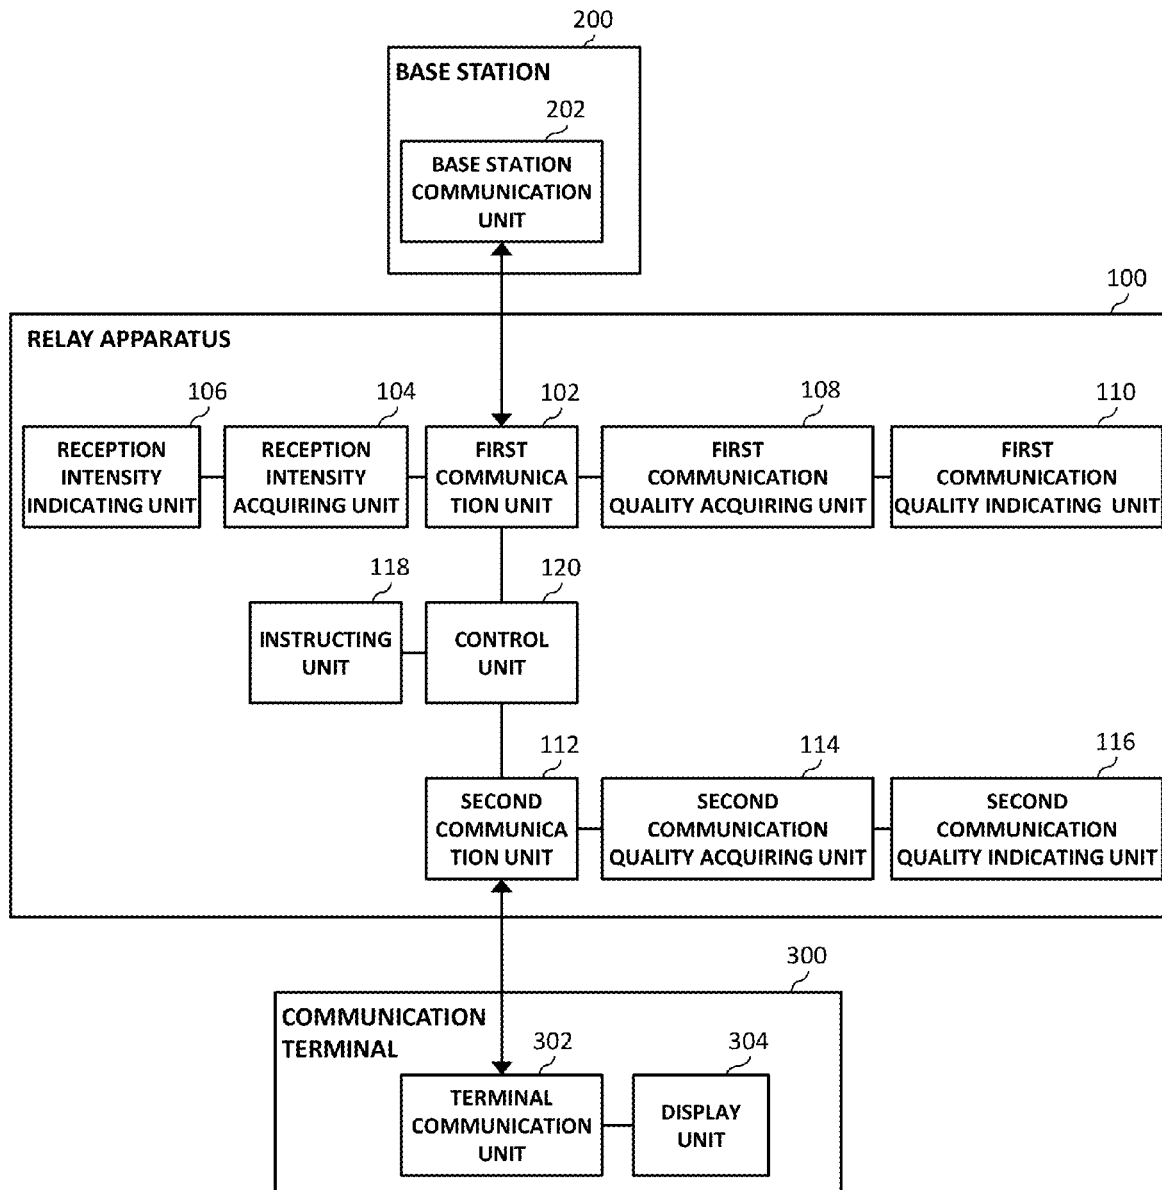 200
BASE STATION
202
BASE STATION
COMMUNICATION
UNIT
100
RELAY APPARATUS
106
RECEPTION
INTENSITY
INDICATING UNIT
104
RECEPTION
INTENSITY
ACQUIRING UNIT
102
FIRST
COMMUNICA
TION UNIT
108
FIRST
COMMUNICATION
QUALITY ACQUIRING UNIT
110
FIRST
COMMUNICATION
QUALITY INDICATING UNIT
118
INSTRUCTING
UNIT
120
CONTROL
UNIT
112
SECOND
COMMUNICA
TION UNIT
114
SECOND
COMMUNICATION
QUALITY ACQUIRING UNIT
116
SECOND
COMMUNICATION
QUALITY INDICATING UNIT
300
COMMUNICATION
TERMINAL
302
TERMINAL
COMMUNICATION
UNIT
304
DISPLAY
UNIT